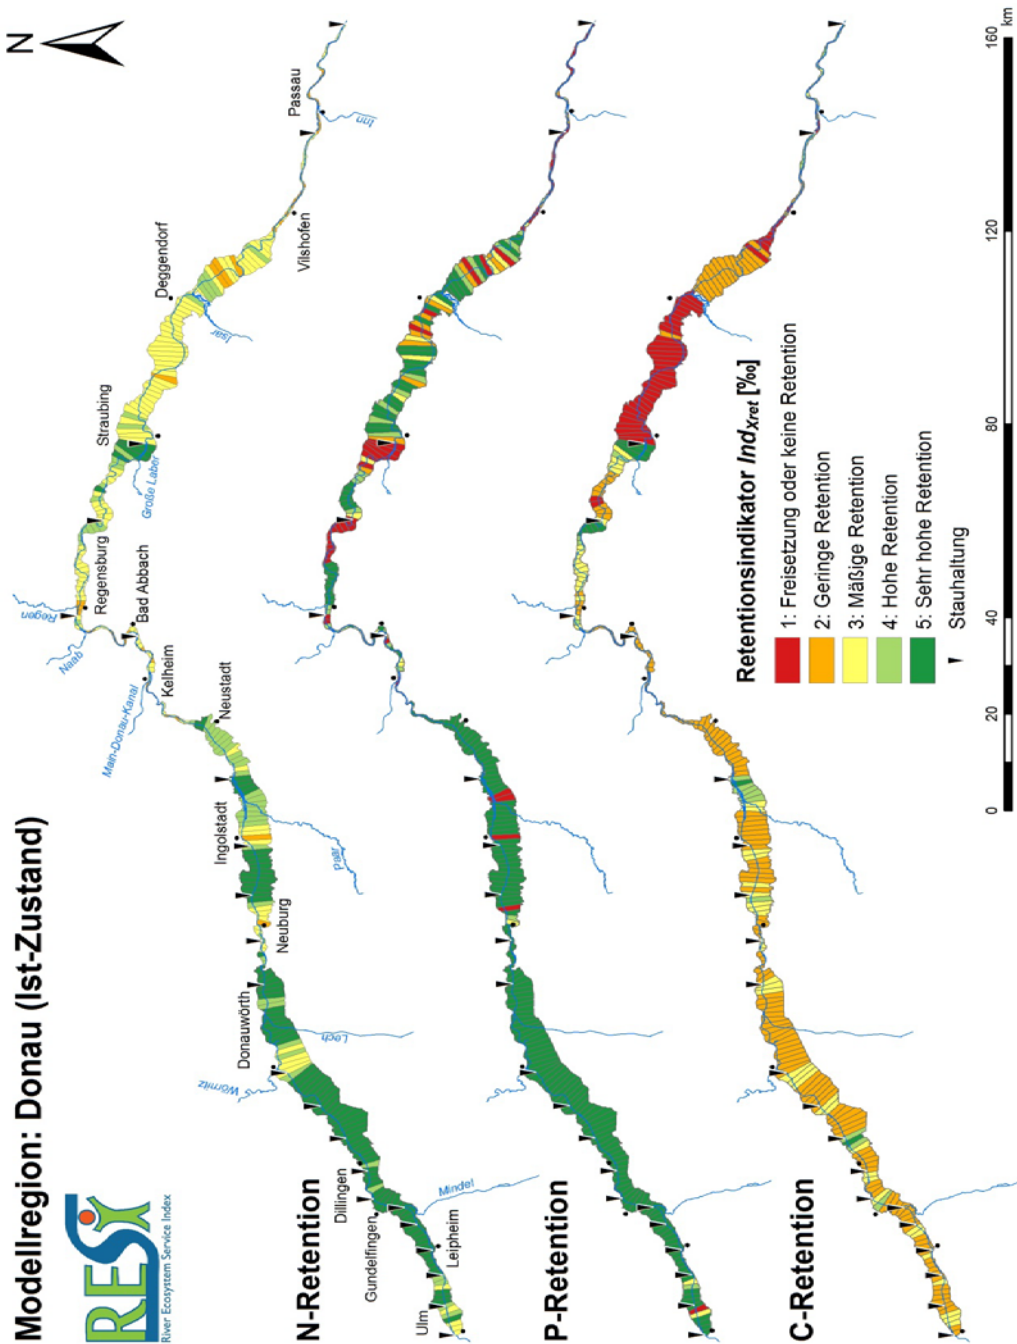 Modellregion: Donau (Ist-Zustand)
N
RESI
River Ecosystem Service Index
N-Retention
Ulm
Leipheim
Gundelfingen
Dillingen
Mindel
Wörnitz
Donauwörth
Lech
Neuburg
Ingolstadt
Paar
Neustadt
Main-Donau-Kanal
Kelheim
Naab
Bad Abbach
Regen
Regensburg
Große Laber
Straubing
Isar
Deggendorf
Vilshofen
Passau
Inn
P-Retention
C-Retention
Retentionsindikator IndXret [‰]
1: Freisetzung oder keine Retention
2: Geringe Retention
3: Mäßige Retention
4: Hohe Retention
5: Sehr hohe Retention
Stauhaltung
0 20 40 80 120 160
km